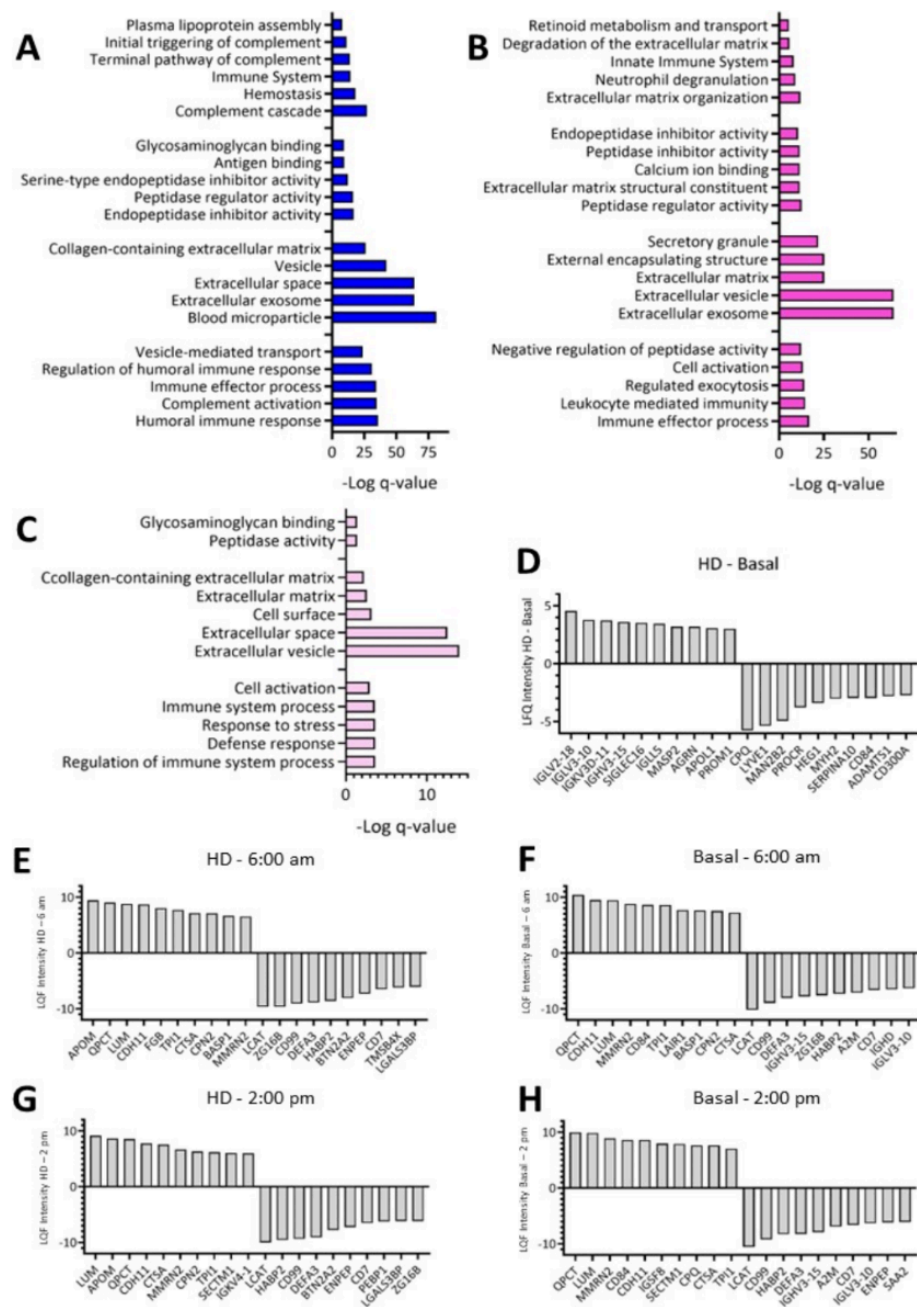 A
Plasma lipoprotein assembly
Initial triggering of complement
Terminal pathway of complement
Immune System
Hemostasis
Complement cascade
Glycosaminoglycan binding
Antigen binding
Serine-type endopeptidase inhibitor activity
Peptidase regulator activity
Endopeptidase inhibitor activity
Collagen-containing extracellular matrix
Vesicle
Extracellular space
Extracellular exosome
Blood microparticle
Vesicle-mediated transport
Regulation of humoral immune response
Immune effector process
Complement activation
Humoral immune response
0 25 50 75
-Log q-value
B
Retinoid metabolism and transport
Degradation of the extracellular matrix
Innate Immune System
Neutrophil degranulation
Extracellular matrix organization
Endopeptidase inhibitor activity
Peptidase inhibitor activity
Calcium ion binding
Extracellular matrix structural constituent
Peptidase regulator activity
Secretory granule
External encapsulating structure
Extracellular matrix
Extracellular vesicle
Extracellular exosome
Negative regulation of peptidase activity
Cell activation
Regulated exocytosis
Leukocyte mediated immunity
Immune effector process
0 25 50
-Log q-value
C
Glycosaminoglycan binding
Peptidase activity
Ccollagen-containing extracellular matrix
Extracellular matrix
Cell surface
Extracellular space
Extracellular vesicle
Cell activation
Immune system process
Response to stress
Defense response
Regulation of immune system process
0 10
-Log q-value
D
HD - Basal
LFQ Intensity HD - Basal
5
0
-5
IGLV2-18
IGLV3-10
IGKV3D-11
IGHV3-15
SIGLEC16
IGLL5
MASP2
AGRN
APOL1
PROM1
CPQ
LYVE1
MAN2B2
PROCR
HEG1
MYH2
SERPINA10
CD84
ADAMTS1
CD300A
E
HD - 6:00 am
LQF Intensity HD – 6 am
10
0
-10
APOM
QPCT
LUM
CDH11
FGB
TPI1
CTSA
CPN2
BASP1
MMRN2
LCAT
ZG16B
CD99
DEFA3
HABP2
BTN2A2
ENPEP
CD7
TMSB4X
LGALS3BP
F
Basal - 6:00am
LQF Intensity Basal – 6 am
10
0
-10
QPCT
CDH11
LUM
MMRN2
CD84
TPI1
LAIR1
BASP1
CPN2
CTSA
LCAT
CD99
DEFA3
IGHV3-15
ZG16B
HABP2
A2M
CD7
IGHD
IGLV3-10
G
HD - 2:00 pm
LQF Intensity HD – 2 pm
10
0
-10
LUM
APOM
QPCT
CDH11
CTSA
MMRN2
CPN2
TPI1
SECTM1
IGKV4-1
LCAT
HABP2
CD99
DEFA3
BTN2A2
ENPEP
CD7
PEBP1
LGALS3BP
ZG16B
H
Basal - 2:00 pm
LQF Intensity Basal – 2 pm
10
0
-10
QPCT
LUM
MMRN2
CD84
CDH11
IGSF8
SECTM1
CPQ
CTSA
TPI1
LCAT
CD99
HABP2
DEFA3
IGHV3-15
A2M
CD7
IGLV3-10
ENPEP
SAA2